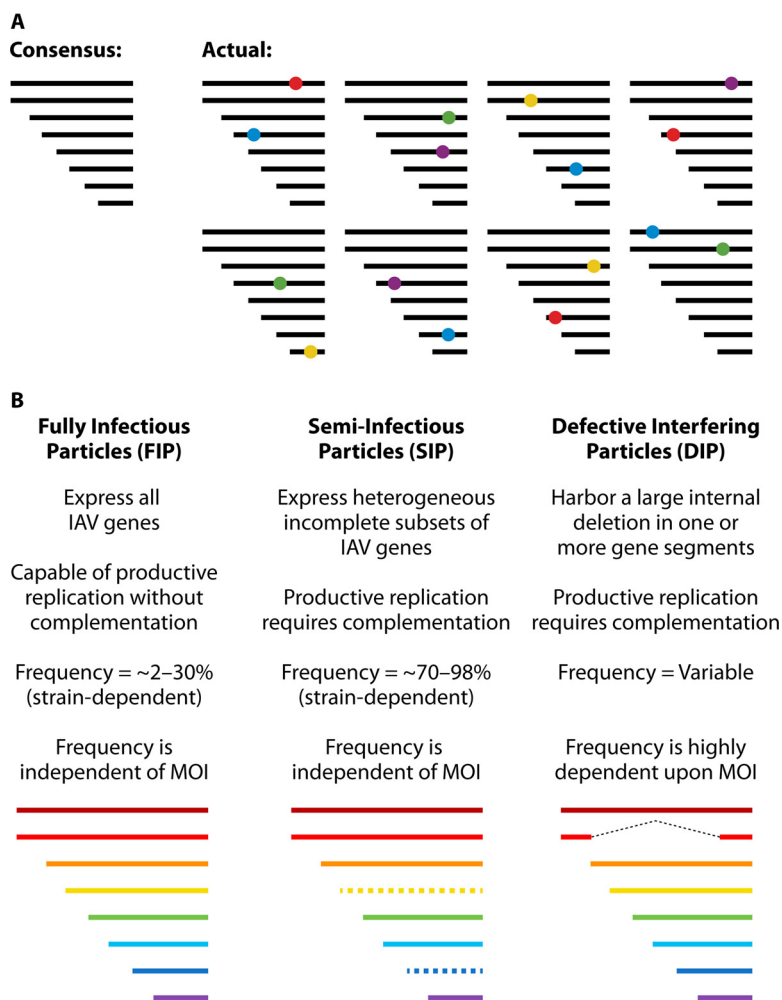 A
Consensus:
Actual:
B
Fully Infectious
Particles (FIP)
Express all
IAV genes
Capable of productive
replication without
complementation
Frequency = ~2–30%
(strain-dependent)
Frequency is
independent of MOI
Semi-Infectious
Particles (SIP)
Express heterogeneous
incomplete subsets of
IAV genes
Productive replication
requires complementation
Frequency = ~70–98%
(strain-dependent)
Frequency is
independent of MOI
Defective Interfering
Particles (DIP)
Harbor a large internal
deletion in one or
more gene segments
Productive replication
requires complementation
Frequency = Variable
Frequency is highly
dependent upon MOI